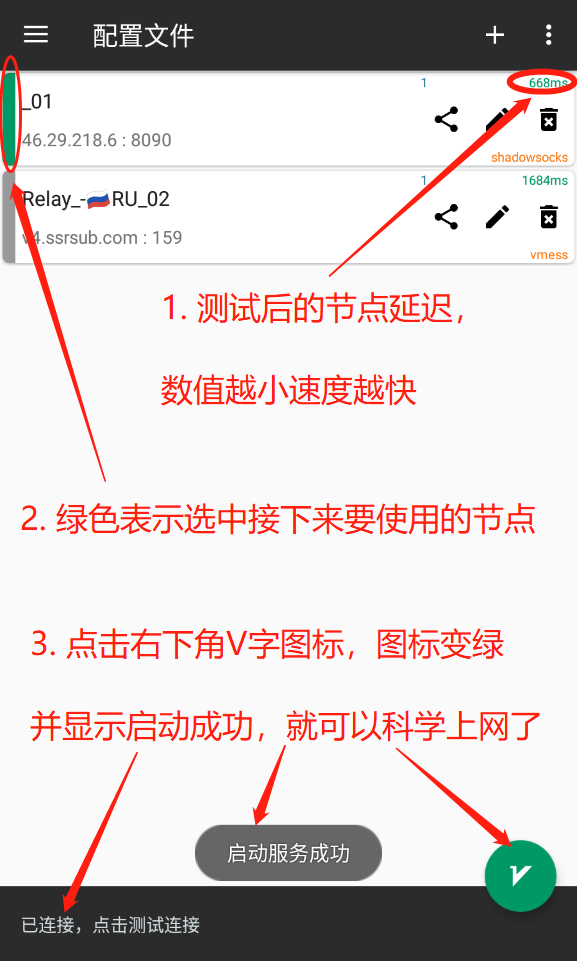 配置文件
_01
1
668ms
46.29.218.6 : 8090
shadowsocks
Relay_-🇷🇺RU_02
1
1684ms
v4.ssrsub.com : 159
vmess
1. 测试后的节点延迟，
数值越小速度越快
2. 绿色表示选中接下来要使用的节点
3. 点击右下角V字图标，图标变绿
并显示启动成功，就可以科学上网了
启动服务成功
已连接，点击测试连接